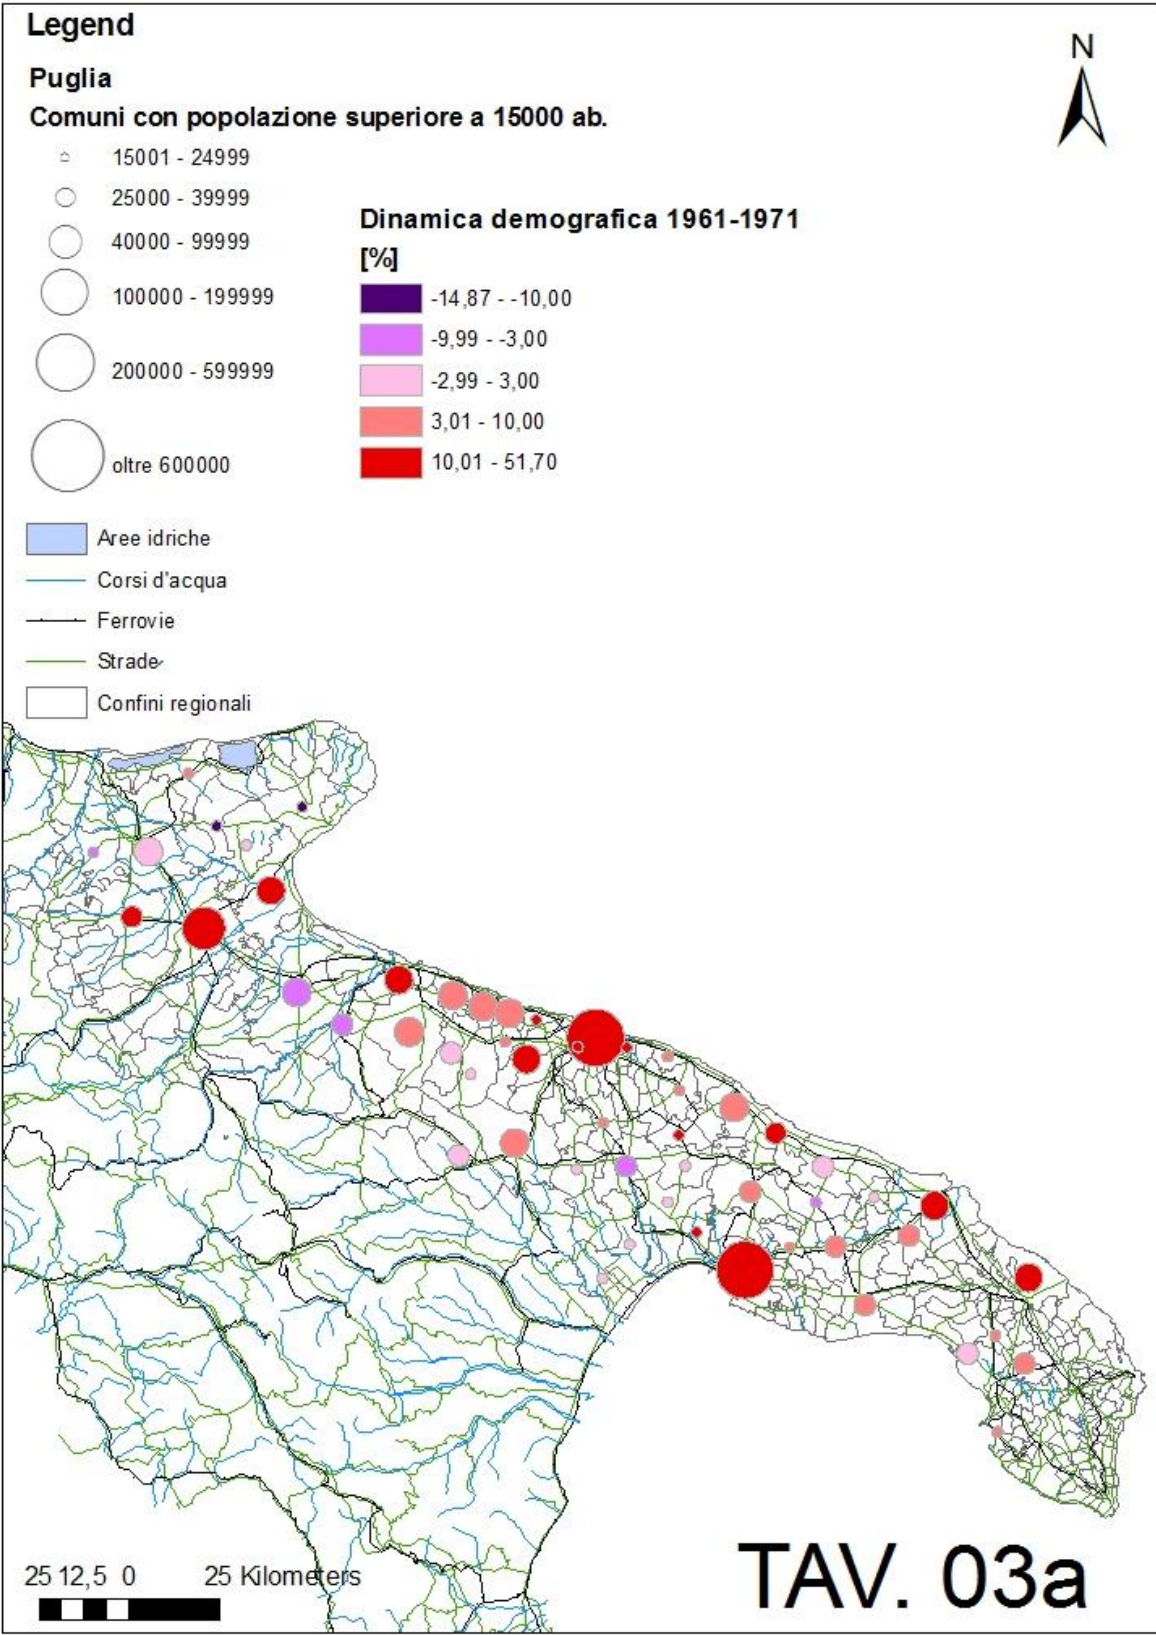 Legend
N
Puglia
Comuni con popolazione superiore a 15000 ab.
15001 - 24999
25000 - 39999
40000 - 99999
100000 - 199999
200000 - 599999
oltre 600000
Dinamica demografica 1961-1971
[%]
-14,87 - -10,00
-9,99 - -3,00
-2,99 - 3,00
3,01 - 10,00
10,01 - 51,70
Aree idriche
Corsi d'acqua
Ferrovie
Strade
Confini regionali
25 12,5 0 25 Kilometers
TAV. 03a